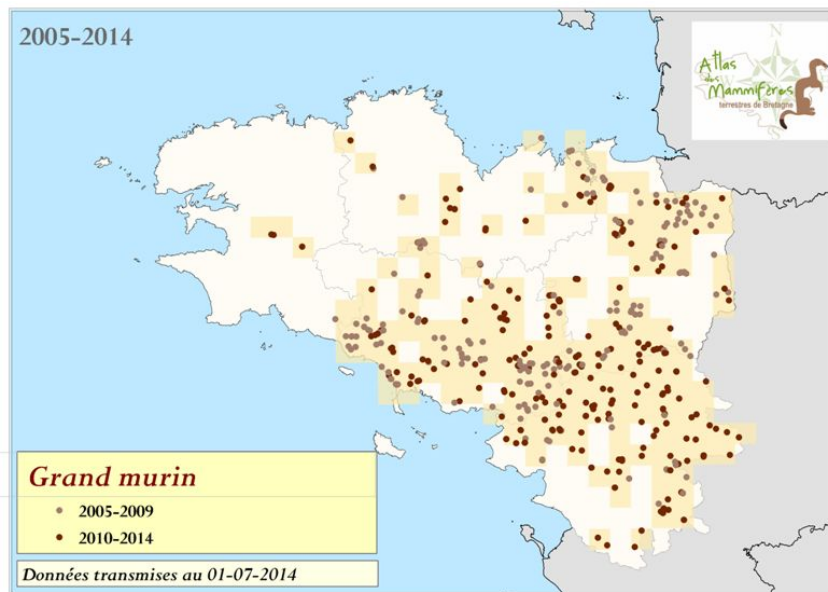 2005-2014
N
Atlas
des
Mammifères
terrestres de Bretagne
Grand murin
2005-2009
2010-2014
Données transmises au 01-07-2014